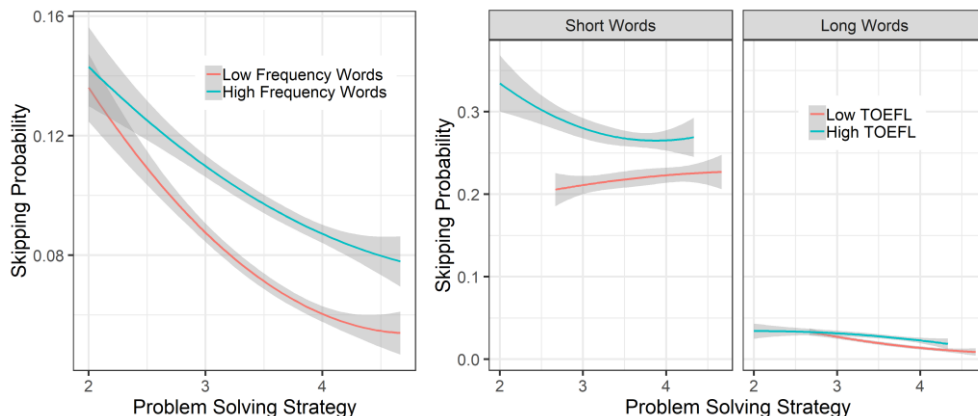 0.16
0.12
0.08
Skipping Probability
Low Frequency Words
High Frequency Words
2 3 4
Problem Solving Strategy
Short Words Long Words
0.3
0.2
0.1
0.0
Skipping Probability
Low TOEFL
High TOEFL
2 3 4 2 3 4
Problem Solving Strategy